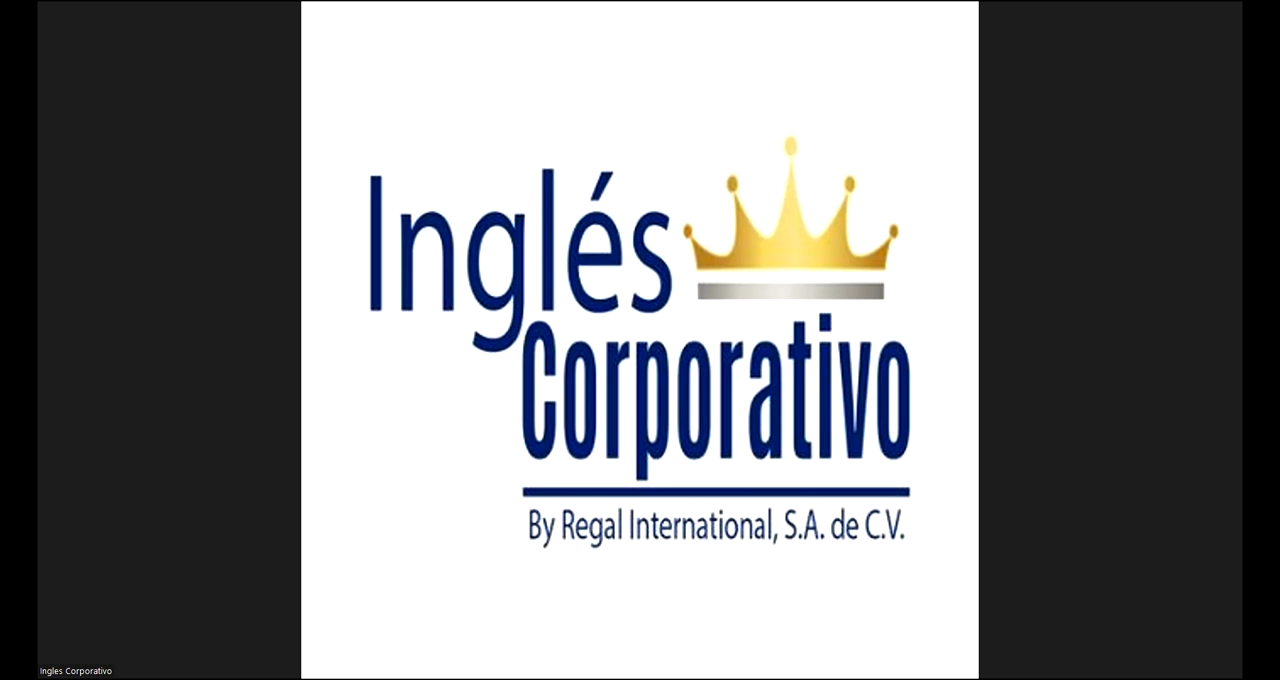 Inglés
Corporativo
By Regal International, S.A. de C.V.
Ingles Corporativo